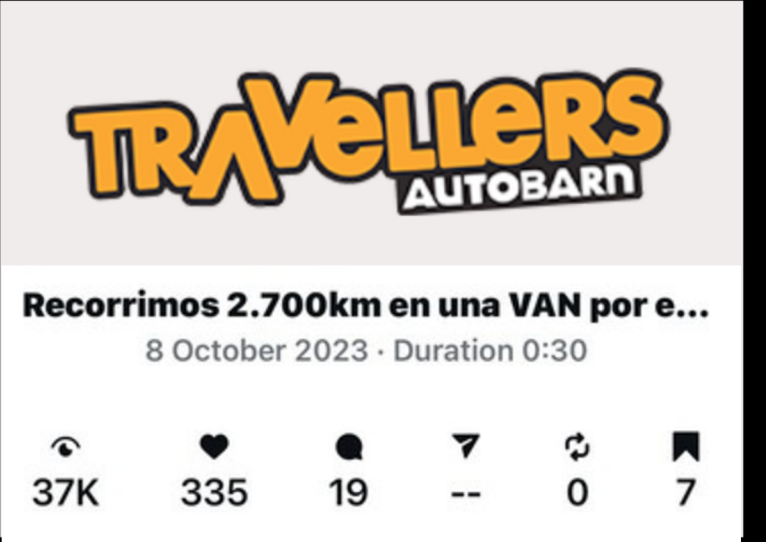 TRAVELLERS
AUTOBARN
Recorrimos 2.700km en una VAN por e...
8 October 2023 · Duration 0:30
37K 335 19 -- 0 7